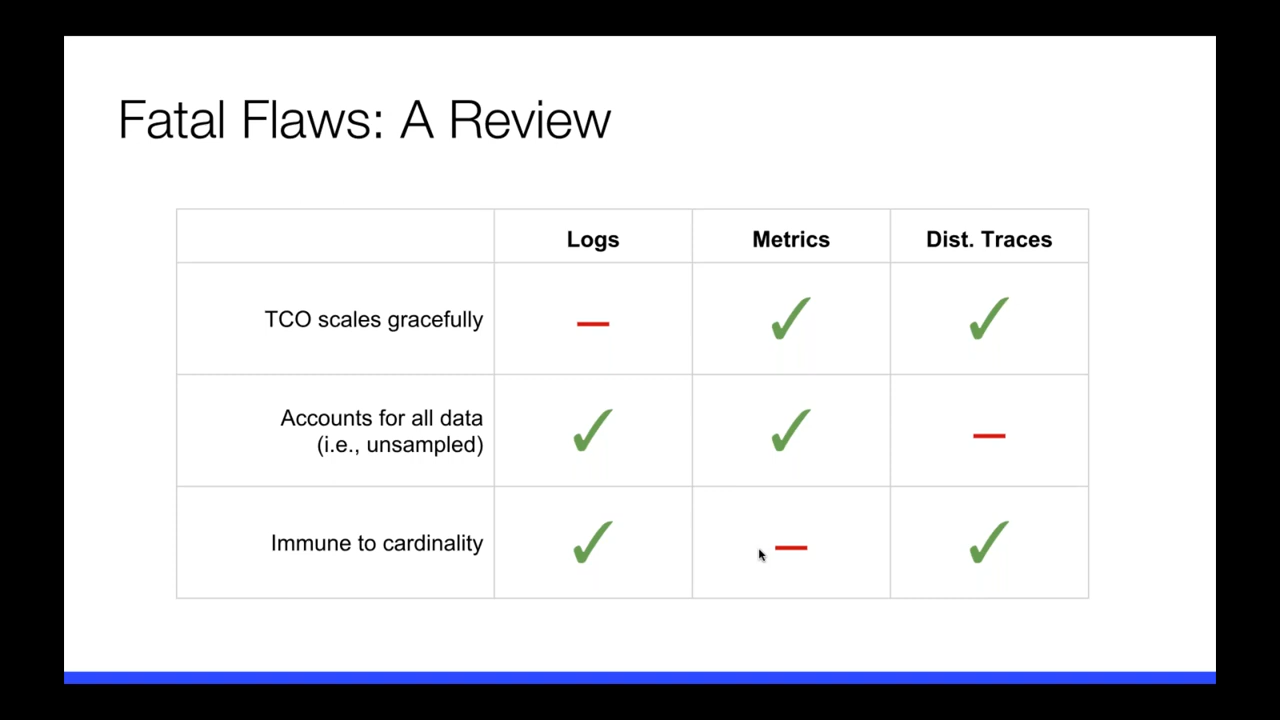 Fatal Flaws: A Review
Logs Metrics Dist. Traces
TCO scales gracefully — ✓ ✓
Accounts for all data
(i.e., unsampled) ✓ ✓ —
Immune to cardinality ✓ — ✓